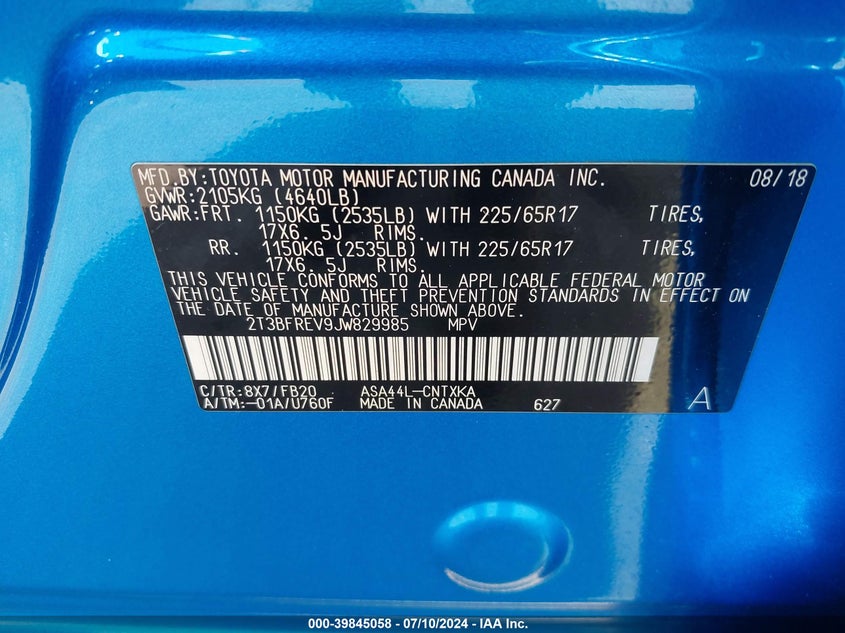 MFD.BY:TOYOTA MOTOR MANUFACTURING CANADA INC. 08/18
GVWR:2105KG (4640LB)
GAWR:FRT. 1150KG (2535LB) WITH 225/65R17 TIRES,
17X6.5J RIMS.
RR. 1150KG (2535LB) WITH 225/65R17 TIRES,
17X6.5J RIMS.
THIS VEHICLE CONFORMS TO ALL APPLICABLE FEDERAL MOTOR
VEHICLE SAFETY AND THEFT PREVENTION STANDARDS IN EFFECT ON
THE DATE OF MANUFACTURE SHOWN ABOVE.
2T3BFREV9JW829985 MPV
C/TR:8X7/FB20 ASA44L-CNTXKA
A/TM:-01A/U760F MADE IN CANADA 627 A
000-39845058 - 07/10/2024 - IAA Inc.